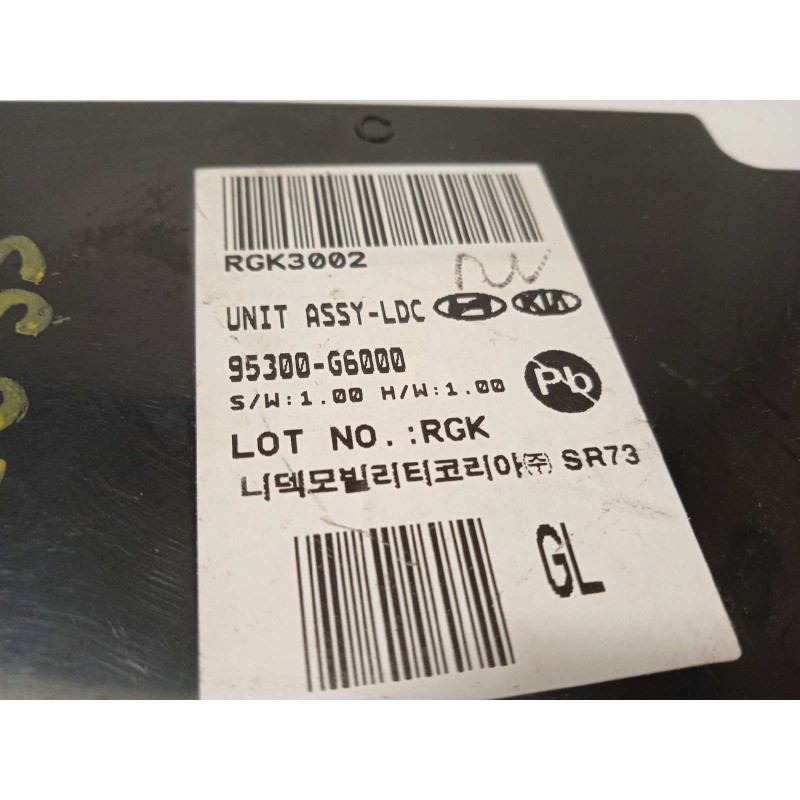 C
RGK3002
UNIT ASSY-LDC KIA
95300-G6000
Pb
S/W:1.00 H/W:1.00
LOT NO.:RGK
니덱모빌리티코리아㈜ SR73
GL